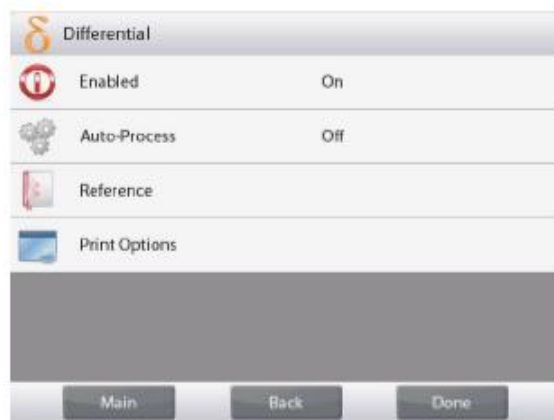 δ Differential
Enabled On
Auto-Process Off
Reference
Print Options
Main Back Done